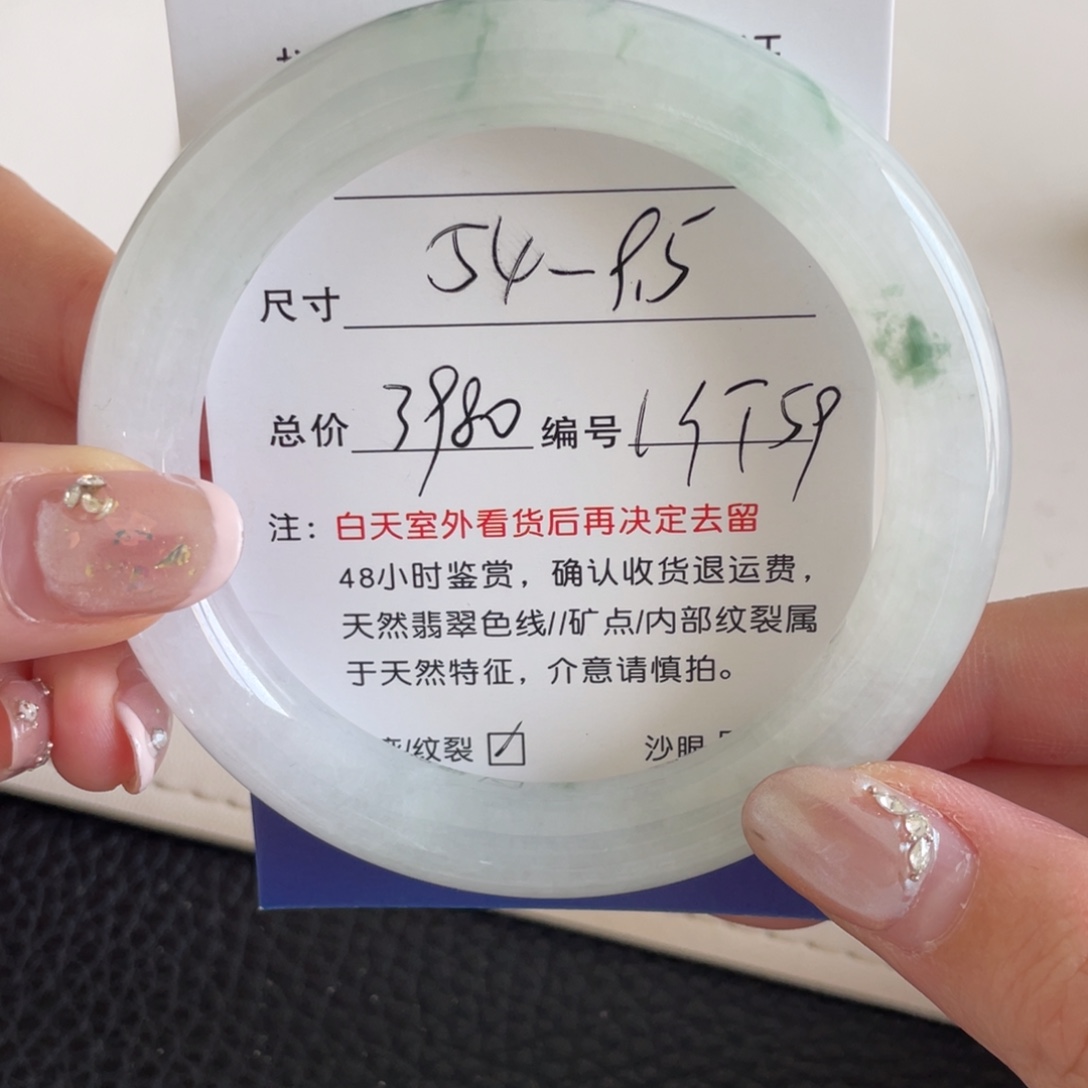 尺寸 54-9.5
总价 3980 编号 LGT59
注：白天室外看货后再决定去留
48小时鉴赏，确认收货退运费，
天然翡翠色线//矿点/内部纹裂属
于天然特征，介意请慎拍。
/纹裂 沙眼